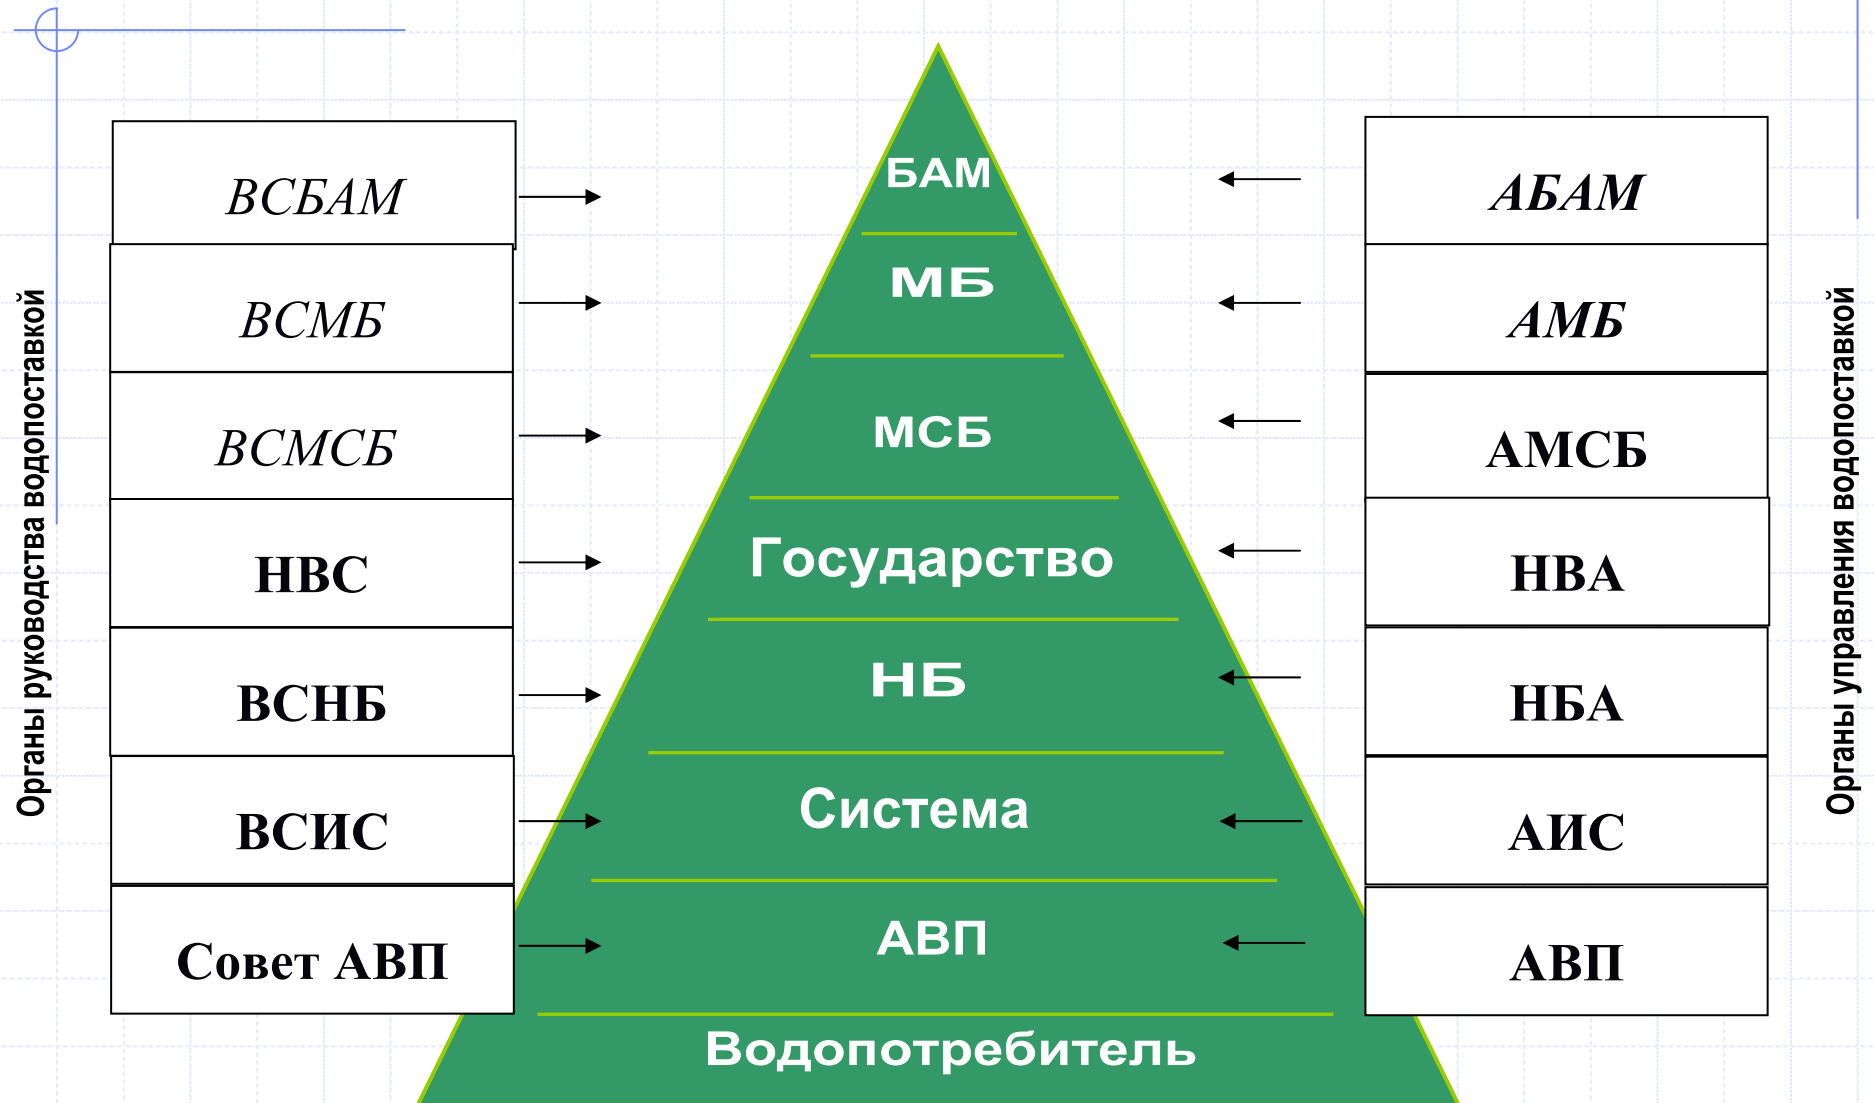 Органы руководства водопоставкой
ВСБАМ
ВСМБ
ВСМСБ
НВС
ВСНБ
ВСИС
Совет АВП
БАМ
МБ
МСБ
Государство
НБ
Система
АВП
Водопотребитель
АБАМ
АМБ
АМСБ
НВА
НБА
АИС
АВП
Органы управления водопоставкой